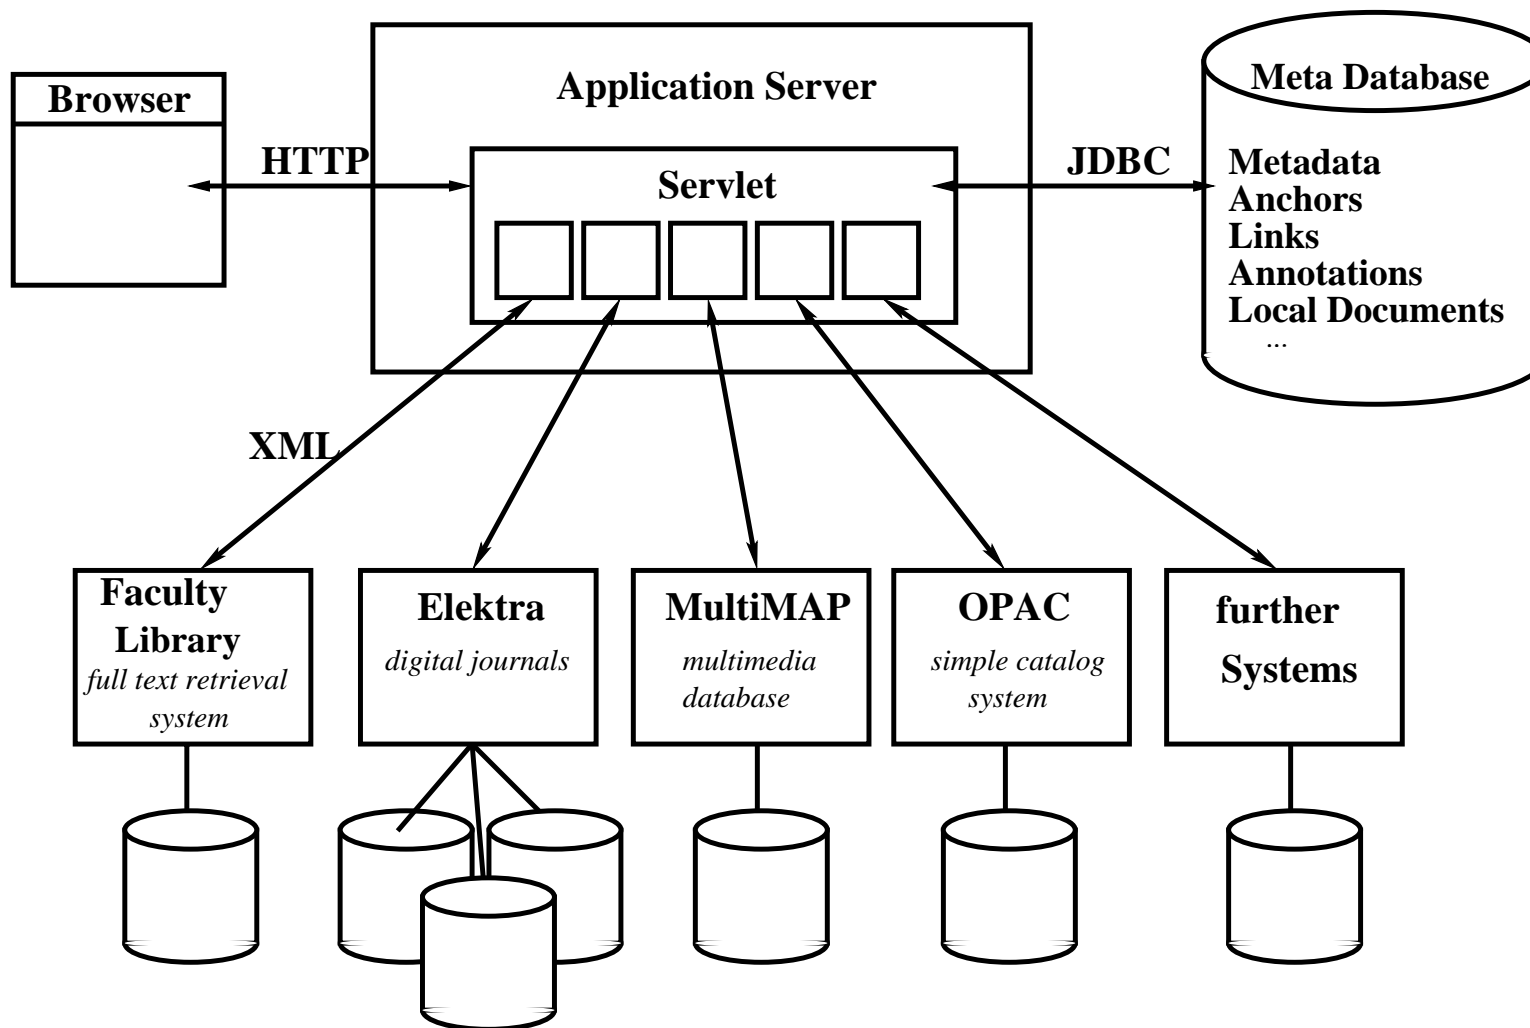 Application Server
Browser
Meta Database
HTTP
JDBC
Servlet
Metadata
Anchors
Links
Annotations
Local Documents
...
XML
Faculty
Library
full text retrieval
system
Elektra
digital journals
MultiMAP
multimedia
database
OPAC
simple catalog
system
further
Systems